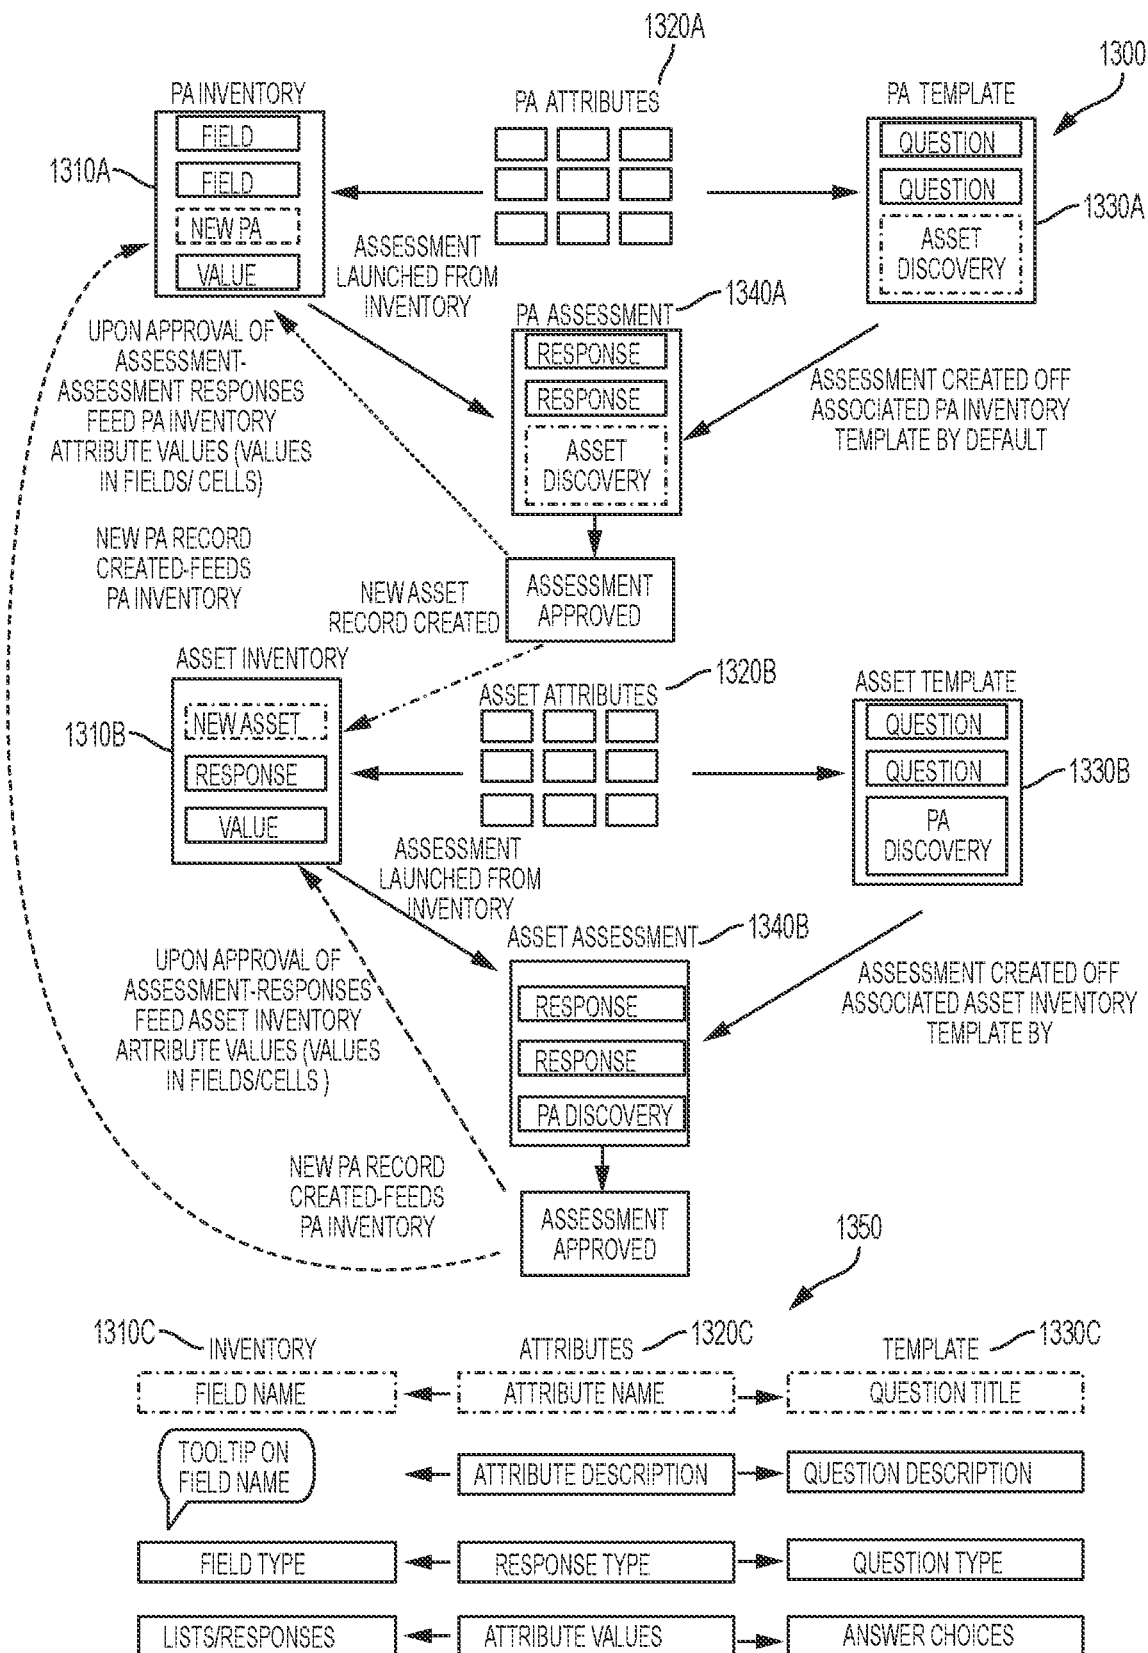 1320A
1300
PA INVENTORY
PA ATTRIBUTES
PA TEMPLATE
FIELD
FIELD
NEW PA
VALUE
1310A
QUESTION
QUESTION
ASSET
DISCOVERY
1330A
ASSESSMENT
LAUNCHED FROM
INVENTORY
1340A
PA ASSESSMENT
RESPONSE
RESPONSE
ASSET
DISCOVERY
UPON APPROVAL OF
ASSESSMENT-
ASSESSMENT RESPONSES
FEED PA INVENTORY
ATTRIBUTE VALUES (VALUES
IN FIELDS/ CELLS)
ASSESSMENT CREATED OFF
ASSOCIATED PA INVENTORY
TEMPLATE BY DEFAULT
NEW PA RECORD
CREATED-FEEDS
PA INVENTORY
NEW ASSET
RECORD CREATED
ASSESSMENT
APPROVED
ASSET INVENTORY
1320B
ASSET ATTRIBUTES
ASSET TEMPLATE
1310B
NEW ASSET
RESPONSE
VALUE
QUESTION
QUESTION
PA
DISCOVERY
1330B
ASSESSMENT
LAUNCHED FROM
INVENTORY
1340B
ASSET ASSESSMENT
RESPONSE
RESPONSE
PA DISCOVERY
UPON APPROVAL OF
ASSESSMENT-RESPONSES
FEED ASSET INVENTORY
ARTRIBUTE VALUES (VALUES
IN FIELDS/CELLS )
ASSESSMENT CREATED OFF
ASSOCIATED ASSET INVENTORY
TEMPLATE BY
NEW PA RECORD
CREATED-FEEDS
PA INVENTORY
ASSESSMENT
APPROVED
1350
1310C
INVENTORY
ATTRIBUTES
1320C
TEMPLATE
1330C
FIELD NAME
ATTRIBUTE NAME
QUESTION TITLE
TOOLTIP ON
FIELD NAME
ATTRIBUTE DESCRIPTION
QUESTION DESCRIPTION
FIELD TYPE
RESPONSE TYPE
QUESTION TYPE
LISTS/RESPONSES
ATTRIBUTE VALUES
ANSWER CHOICES